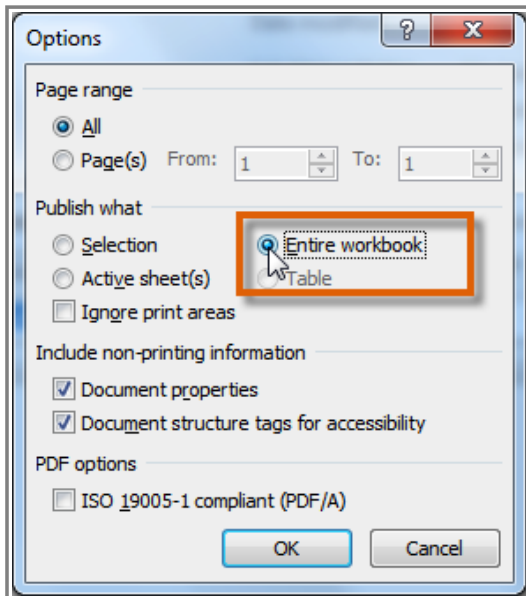 Options
Page range
All
Page(s) From: 1 To: 1
Publish what
Selection Entire workbook
Active sheet(s) Table
Ignore print areas
Include non-printing information
Document properties
Document structure tags for accessibility
PDF options
ISO 19005-1 compliant (PDF/A)
OK Cancel